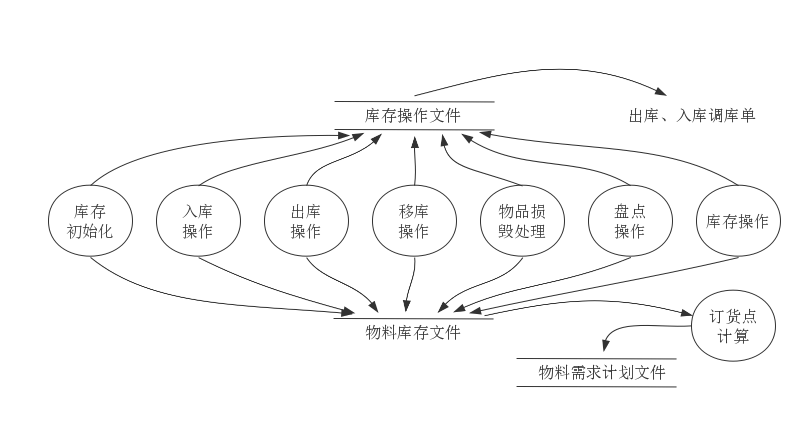 库存操作文件
出库、入库调库单
库存
初始化
入库
操作
出库
操作
移库
操作
物品损
毁处理
盘点
操作
库存操作
物料库存文件
订货点
计算
物料需求计划文件